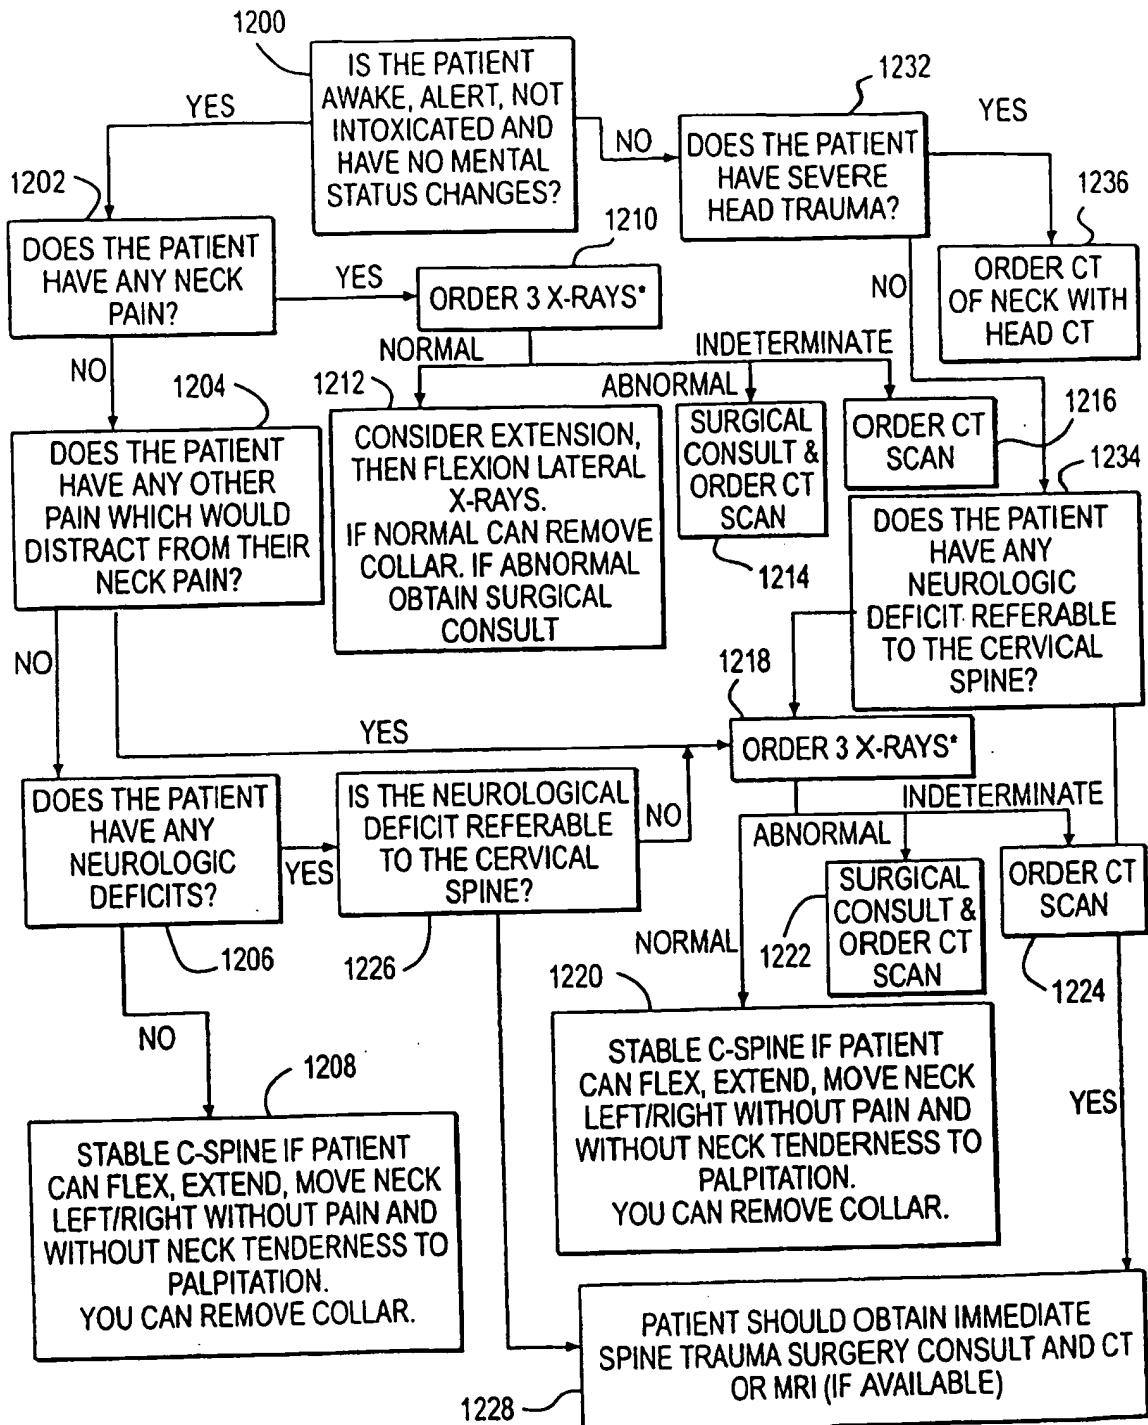 1200
IS THE PATIENT
AWAKE, ALERT, NOT
INTOXICATED AND
HAVE NO MENTAL
STATUS CHANGES?
YES
NO
1232
DOES THE PATIENT
HAVE SEVERE
HEAD TRAUMA?
YES
NO
1236
ORDER CT
OF NECK WITH
HEAD CT
1202
DOES THE PATIENT
HAVE ANY NECK
PAIN?
YES
NO
1210
ORDER 3 X-RAYS*
NORMAL
ABNORMAL
INDETERMINATE
1212
CONSIDER EXTENSION,
THEN FLEXION LATERAL
X-RAYS.
IF NORMAL CAN REMOVE
COLLAR. IF ABNORMAL
OBTAIN SURGICAL
CONSULT
SURGICAL
CONSULT &
ORDER CT
SCAN
1214
ORDER CT
SCAN
1216
1204
DOES THE PATIENT
HAVE ANY OTHER
PAIN WHICH WOULD
DISTRACT FROM THEIR
NECK PAIN?
NO
YES
1234
DOES THE PATIENT
HAVE ANY
NEUROLOGIC
DEFICIT REFERABLE
TO THE CERVICAL
SPINE?
1218
ORDER 3 X-RAYS*
NORMAL
ABNORMAL
INDETERMINATE
DOES THE PATIENT
HAVE ANY
NEUROLOGIC
DEFICITS?
1206
YES
NO
IS THE NEUROLOGICAL
DEFICIT REFERABLE
TO THE CERVICAL
SPINE?
1226
NO
SURGICAL
CONSULT &
ORDER CT
SCAN
1222
ORDER CT
SCAN
1224
1208
STABLE C-SPINE IF PATIENT
CAN FLEX, EXTEND, MOVE NECK
LEFT/RIGHT WITHOUT PAIN AND
WITHOUT NECK TENDERNESS TO
PALPITATION.
YOU CAN REMOVE COLLAR.
1220
STABLE C-SPINE IF PATIENT
CAN FLEX, EXTEND, MOVE NECK
LEFT/RIGHT WITHOUT PAIN AND
WITHOUT NECK TENDERNESS TO
PALPITATION.
YOU CAN REMOVE COLLAR.
YES
PATIENT SHOULD OBTAIN IMMEDIATE
SPINE TRAUMA SURGERY CONSULT AND CT
OR MRI (IF AVAILABLE)
1228